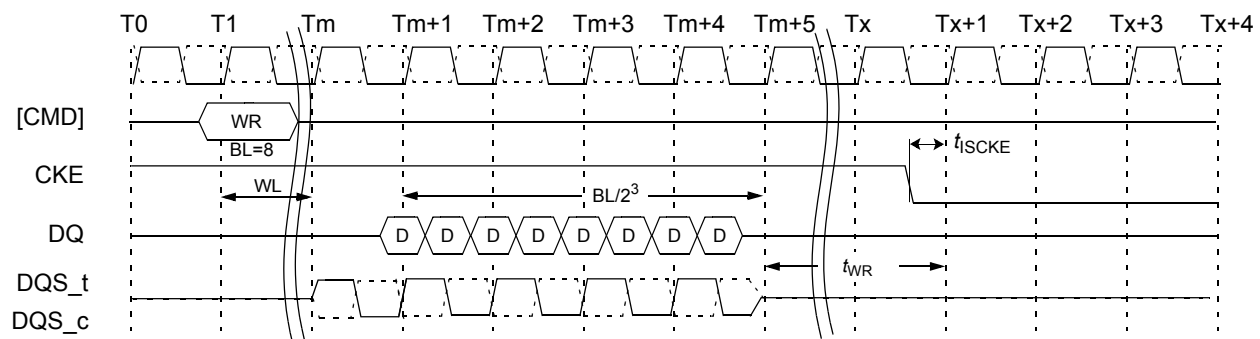 T0 T1 Tm Tm+1 Tm+2 Tm+3 Tm+4 Tm+5 Tx Tx+1 Tx+2 Tx+3 Tx+4
[CMD] WR
BL=8
tISCKE
CKE
WL BL/2³
DQ D D D D D D D D
tWR
DQS_t
DQS_c